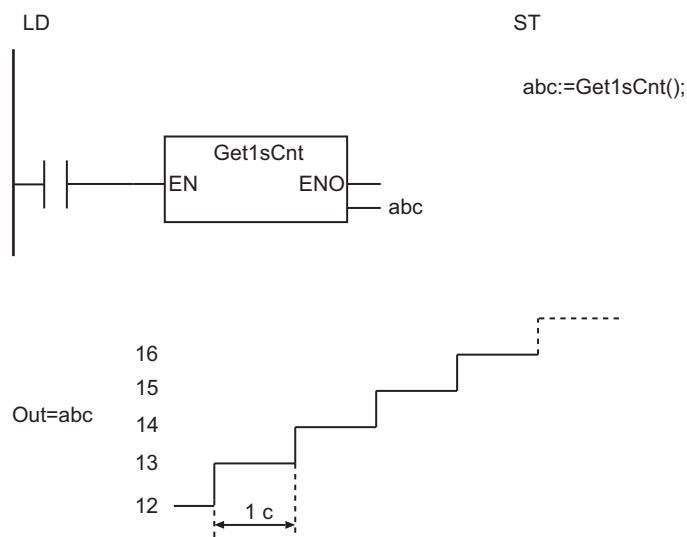 LD
ST
abc:=Get1sCnt();
Get1sCnt
EN
ENO
abc
16
15
Out=abc
14
13
12
1 с